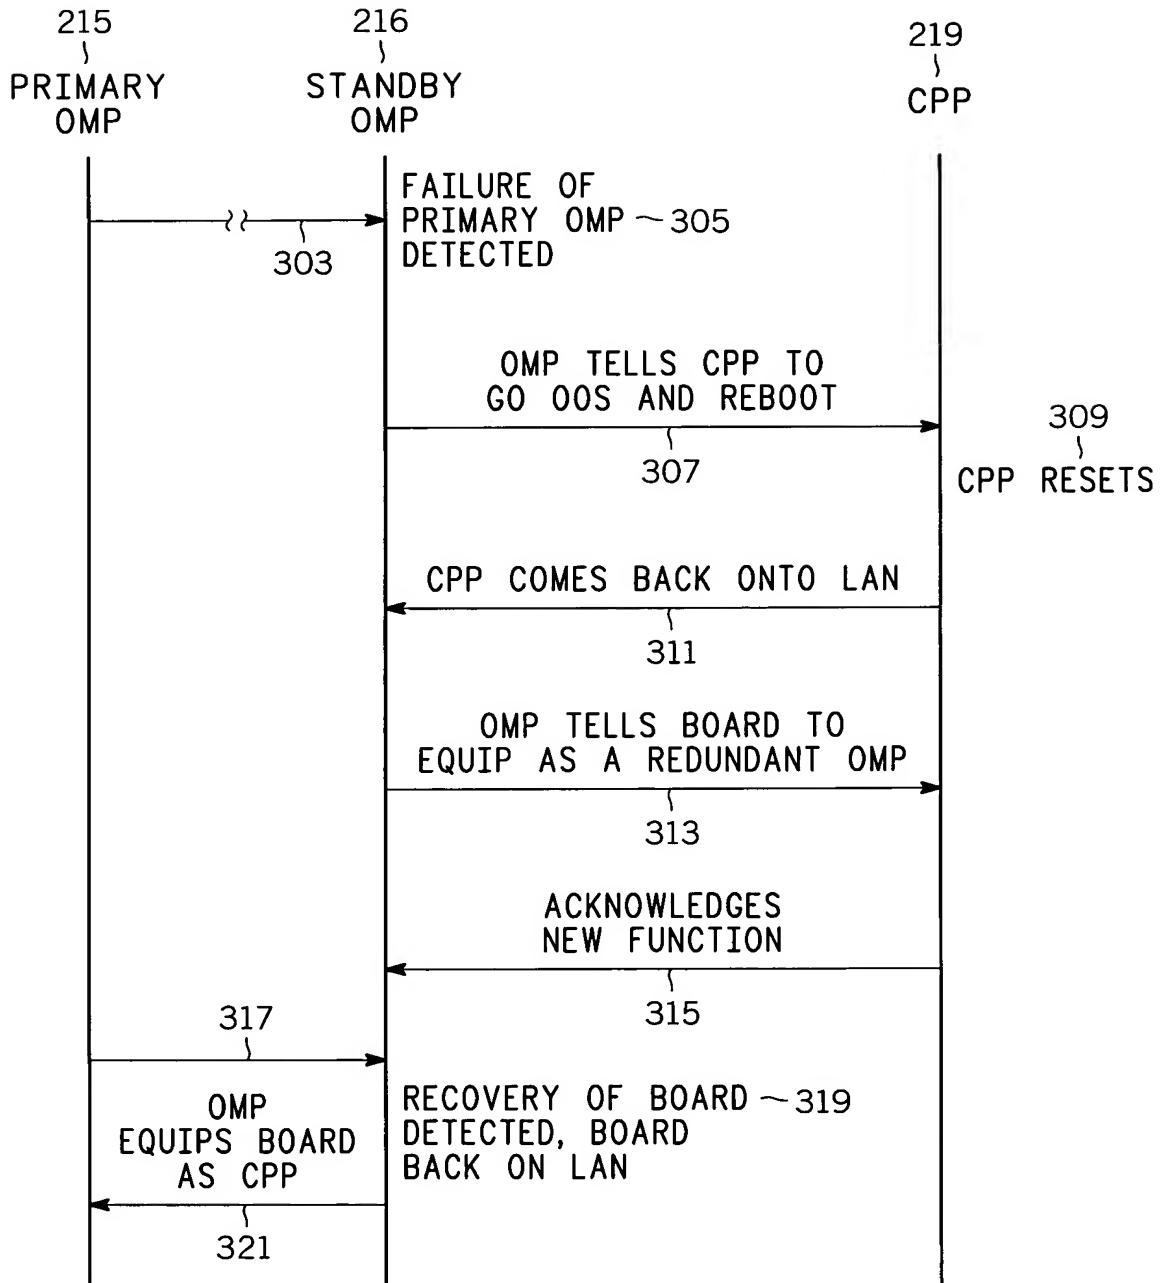 215
216
219
PRIMARY
OMP
STANDBY
OMP
CPP
FAILURE OF
PRIMARY OMP 305
DETECTED
303
OMP TELLS CPP TO
GO OOS AND REBOOT
307
309
CPP RESETS
CPP COMES BACK ONTO LAN
311
OMP TELLS BOARD TO
EQUIP AS A REDUNDANT OMP
313
ACKNOWLEDGES
NEW FUNCTION
315
317
RECOVERY OF BOARD 319
DETECTED, BOARD
BACK ON LAN
OMP
EQUIPS BOARD
AS CPP
321